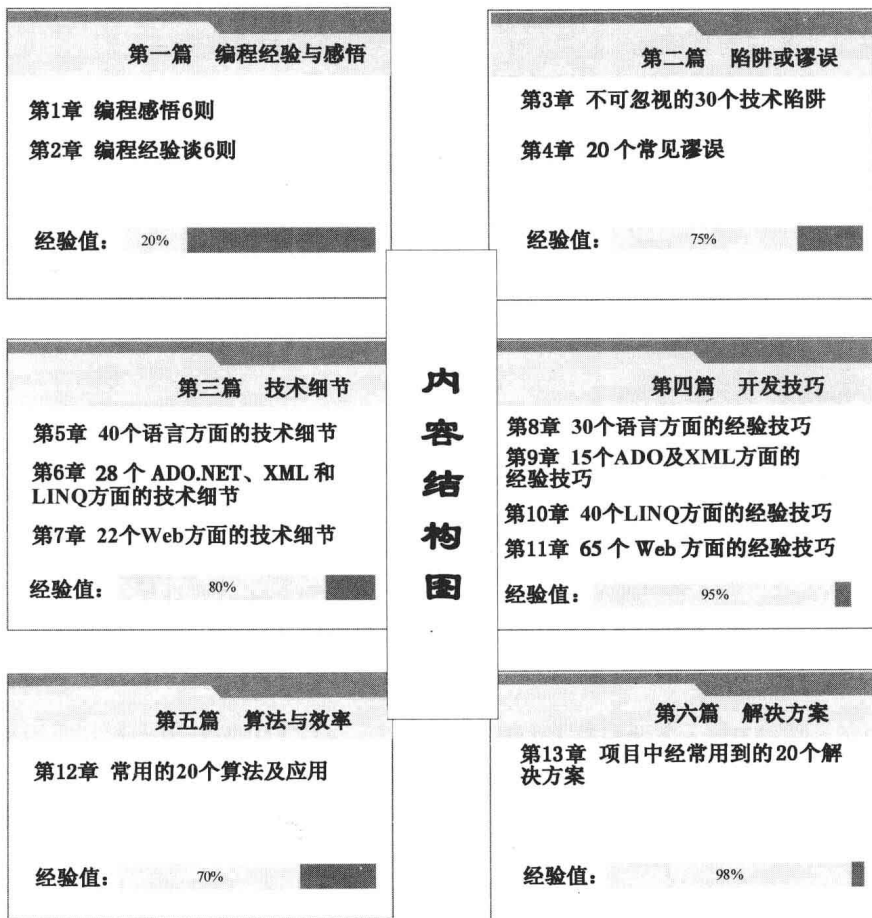 第一篇 编程经验与感悟
第1章 编程感悟6则
第2章 编程经验谈6则
经验值： 20%
第二篇 陷阱或谬误
第3章 不可忽视的30个技术陷阱
第4章 20个常见谬误
经验值： 75%
内容结构图
第三篇 技术细节
第5章 40个语言方面的技术细节
第6章 28个 ADO.NET、XML 和
LINQ方面的技术细节
第7章 22个Web方面的技术细节
经验值： 80%
第四篇 开发技巧
第8章 30个语言方面的经验技巧
第9章 15个ADO及XML方面的
经验技巧
第10章 40个LINQ方面的经验技巧
第11章 65个 Web 方面的经验技巧
经验值： 95%
第五篇 算法与效率
第12章 常用的20个算法及应用
经验值： 70%
第六篇 解决方案
第13章 项目中经常用到的20个解
决方案
经验值： 98%